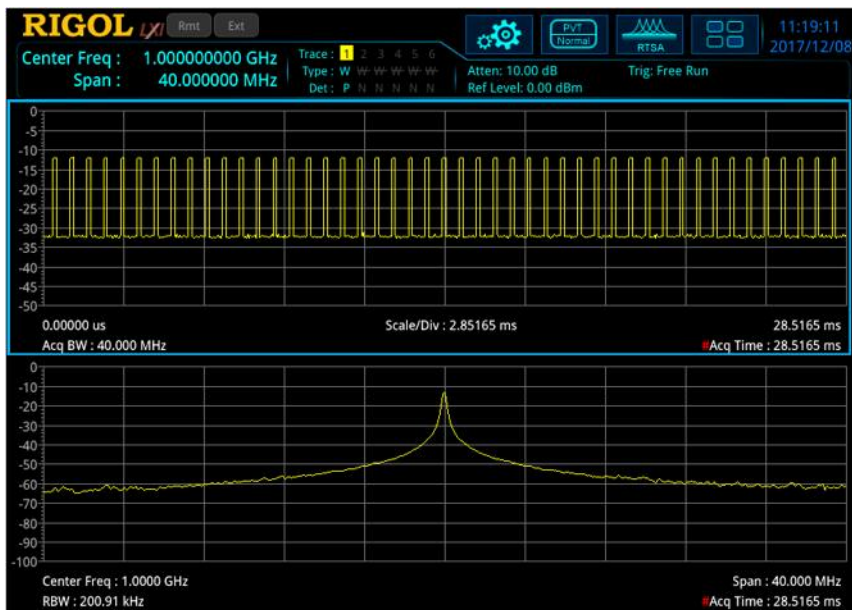 RIGOL LXI Rmt Ext
PVT
Normal
RTSA
11:19:11
2017/12/08
Center Freq : 1.000000000 GHz
Span : 40.000000 MHz
Trace : 1 2 3 4 5 6
Type : W W W W W W
Det : P N N N N N
Atten: 10.00 dB
Ref Level: 0.00 dBm
Trig: Free Run
0
-5
-10
-15
-20
-25
-30
-35
-40
-45
-50
0.00000 us Scale/Div : 2.85165 ms 28.5165 ms
Acq BW : 40.000 MHz #Acq Time : 28.5165 ms
0
-10
-20
-30
-40
-50
-60
-70
-80
-90
-100
Center Freq : 1.0000 GHz Span : 40.000 MHz
RBW : 200.91 kHz #Acq Time : 28.5165 ms